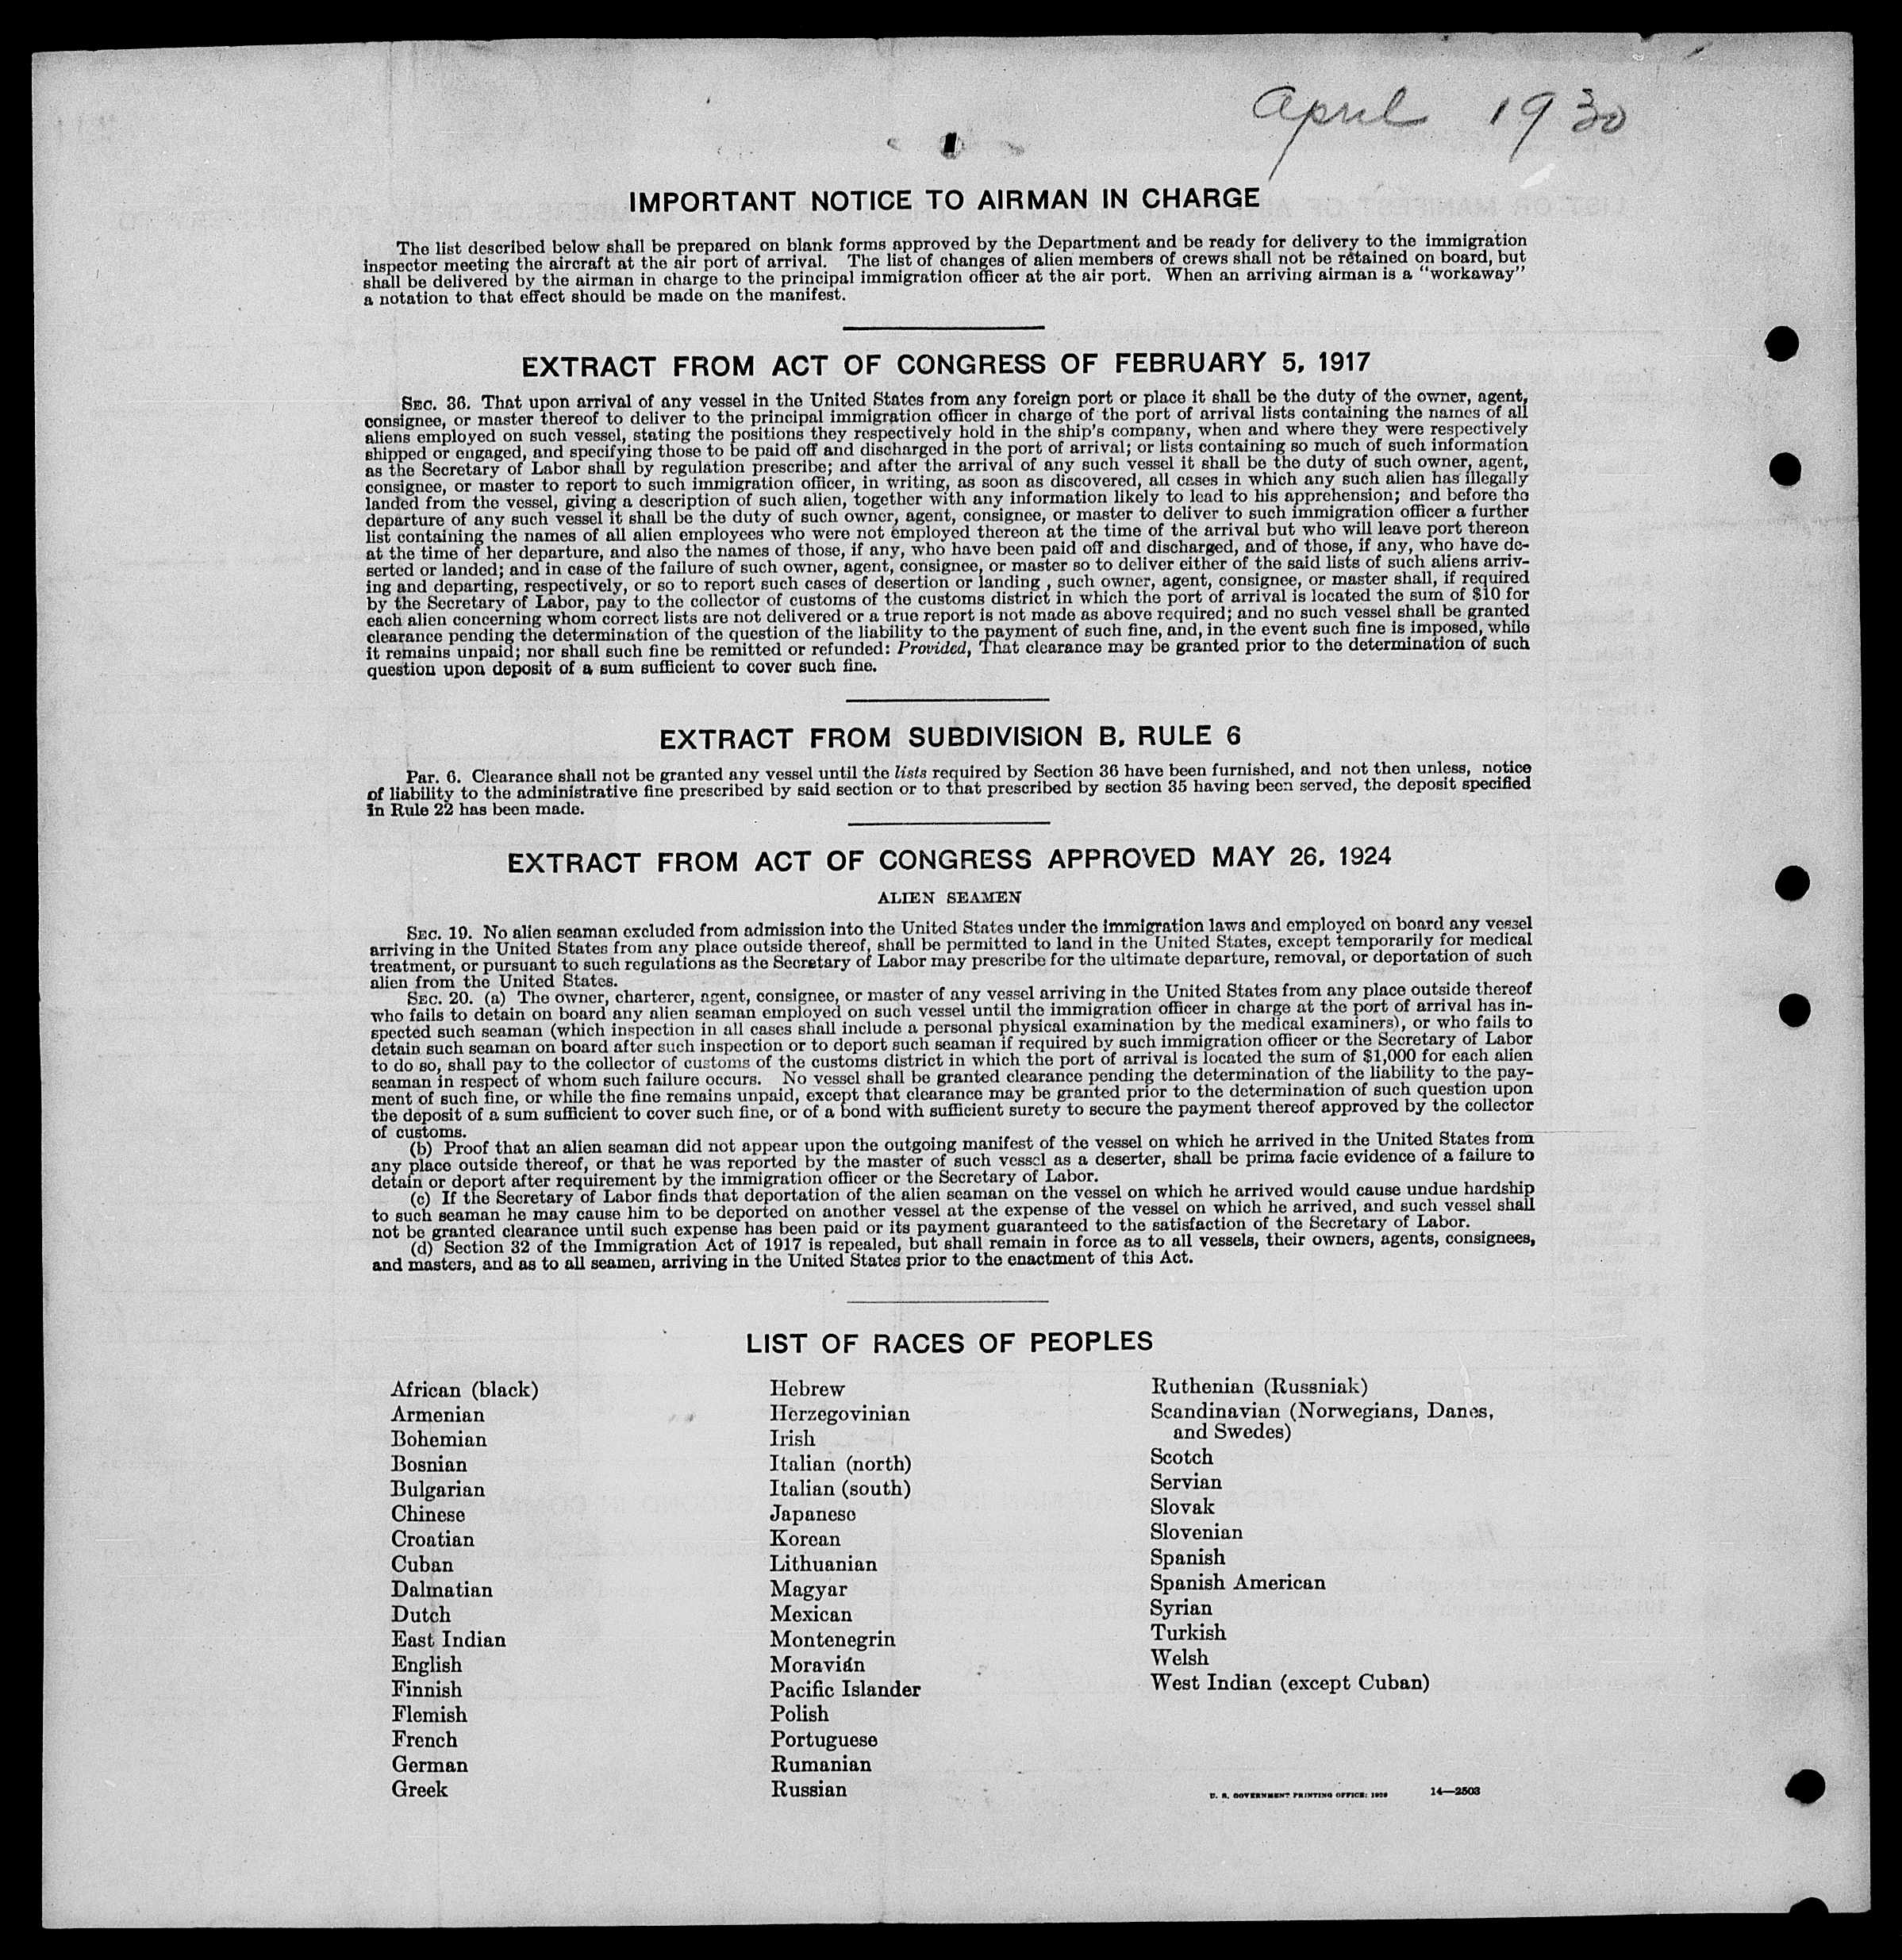 April 1930
IMPORTANT NOTICE TO AIRMAN IN CHARGE
The list described below shall be prepared on blank forms approved by the Department and be ready for delivery to the immigration
inspector meeting the aircraft at the air port of arrival. The list of changes of alien members of crews shall not be retained on board, but
shall be delivered by the airman in charge to the principal immigration officer at the air port. When an arriving airman is a "workaway"
a notation to that effect should be made on the manifest.
EXTRACT FROM ACT OF CONGRESS OF FEBRUARY 5, 1917
SEC. 36. That upon arrival of any vessel in the United States from any foreign port or place it shall be the duty of the owner, agent,
consignee, or master thereof to deliver to the principal immigration officer in charge of the port of arrival lists containing the names of all
aliens employed on such vessel, stating the positions they respectively hold in the ship's company, when and where they were respectively
shipped or engaged, and specifying those to be paid off and discharged in the port of arrival; or lists containing so much of such information
as the Secretary of Labor shall by regulation prescribe; and after the arrival of any such vessel it shall be the duty of such owner, agent,
consignee, or master to report to such immigration officer, in writing, as soon as discovered, all cases in which any such alien has illegally
landed from the vessel, giving a description of such alien, together with any information likely to lead to his apprehension; and before the
departure of any such vessel it shall be the duty of such owner, agent, consignee, or master to deliver to such immigration officer a further
list containing the names of all alien employees who were not employed thereon at the time of the arrival but who will leave port thereon
at the time of her departure, and also the names of those, if any, who have been paid off and discharged, and of those, if any, who have de-
serted or landed; and in case of the failure of such owner, agent, consignee, or master so to deliver either of the said lists of such aliens arriv-
ing and departing, respectively, or so to report such cases of desertion or landing , such owner, agent, consignee, or master shall, if required
by the Secretary of Labor, pay to the collector of customs of the customs district in which the port of arrival is located the sum of $10 for
each alien concerning whom correct lists are not delivered or a true report is not made as above required; and no such vessel shall be granted
clearance pending the determination of the question of the liability to the payment of such fine, and, in the event such fine is imposed, while
it remains unpaid; nor shall such fine be remitted or refunded: Provided, That clearance may be granted prior to the determination of such
question upon deposit of a sum sufficient to cover such fine.
EXTRACT FROM SUBDIVISION B, RULE 6
Par. 6. Clearance shall not be granted any vessel until the lists required by Section 36 have been furnished, and not then unless, notice
of liability to the administrative fine prescribed by said section or to that prescribed by section 35 having been served, the deposit specified
in Rule 22 has been made.
EXTRACT FROM ACT OF CONGRESS APPROVED MAY 26, 1924
ALIEN SEAMEN
SEC. 19. No alien seaman excluded from admission into the United States under the immigration laws and employed on board any vessel
arriving in the United States from any place outside thereof, shall be permitted to land in the United States, except temporarily for medical
treatment, or pursuant to such regulations as the Secretary of Labor may prescribe for the ultimate departure, removal, or deportation of such
alien from the United States.
SEC. 20. (a) The owner, charterer, agent, consignee, or master of any vessel arriving in the United States from any place outside thereof
who fails to detain on board any alien seaman employed on such vessel until the immigration officer in charge at the port of arrival has in-
spected such seaman (which inspection in all cases shall include a personal physical examination by the medical examiners), or who fails to
detain such seaman on board after such inspection or to deport such seaman if required by such immigration officer or the Secretary of Labor
to do so, shall pay to the collector of customs of the customs district in which the port of arrival is located the sum of $1,000 for each alien
seaman in respect of whom such failure occurs. No vessel shall be granted clearance pending the determination of the liability to the pay-
ment of such fine, or while the fine remains unpaid, except that clearance may be granted prior to the determination of such question upon
the deposit of a sum sufficient to cover such fine, or of a bond with sufficient surety to secure the payment thereof approved by the collector
of customs.
(b) Proof that an alien seaman did not appear upon the outgoing manifest of the vessel on which he arrived in the United States from
any place outside thereof, or that he was reported by the master of such vessel as a deserter, shall be prima facie evidence of a failure to
detain or deport after requirement by the immigration officer or the Secretary of Labor.
(c) If the Secretary of Labor finds that deportation of the alien seaman on the vessel on which he arrived would cause undue hardship
to such seaman he may cause him to be deported on another vessel at the expense of the vessel on which he arrived, and such vessel shall
not be granted clearance until such expense has been paid or its payment guaranteed to the satisfaction of the Secretary of Labor.
(d) Section 32 of the Immigration Act of 1917 is repealed, but shall remain in force as to all vessels, their owners, agents, consignees,
and masters, and as to all seamen, arriving in the United States prior to the enactment of this Act.
LIST OF RACES OF PEOPLES
African (black)
Armenian
Bohemian
Bosnian
Bulgarian
Chinese
Croatian
Cuban
Dalmatian
Dutch
East Indian
English
Finnish
Flemish
French
German
Greek
Hebrew
Herzegovinian
Irish
Italian (north)
Italian (south)
Japanese
Korean
Lithuanian
Magyar
Mexican
Montenegrin
Moravian
Pacific Islander
Polish
Portuguese
Rumanian
Russian
Ruthenian (Russniak)
Scandinavian (Norwegians, Danes,
and Swedes)
Scotch
Servian
Slovak
Slovenian
Spanish
Spanish American
Syrian
Turkish
Welsh
West Indian (except Cuban)
U. S. GOVERNMENT PRINTING OFFICE: 14—2503